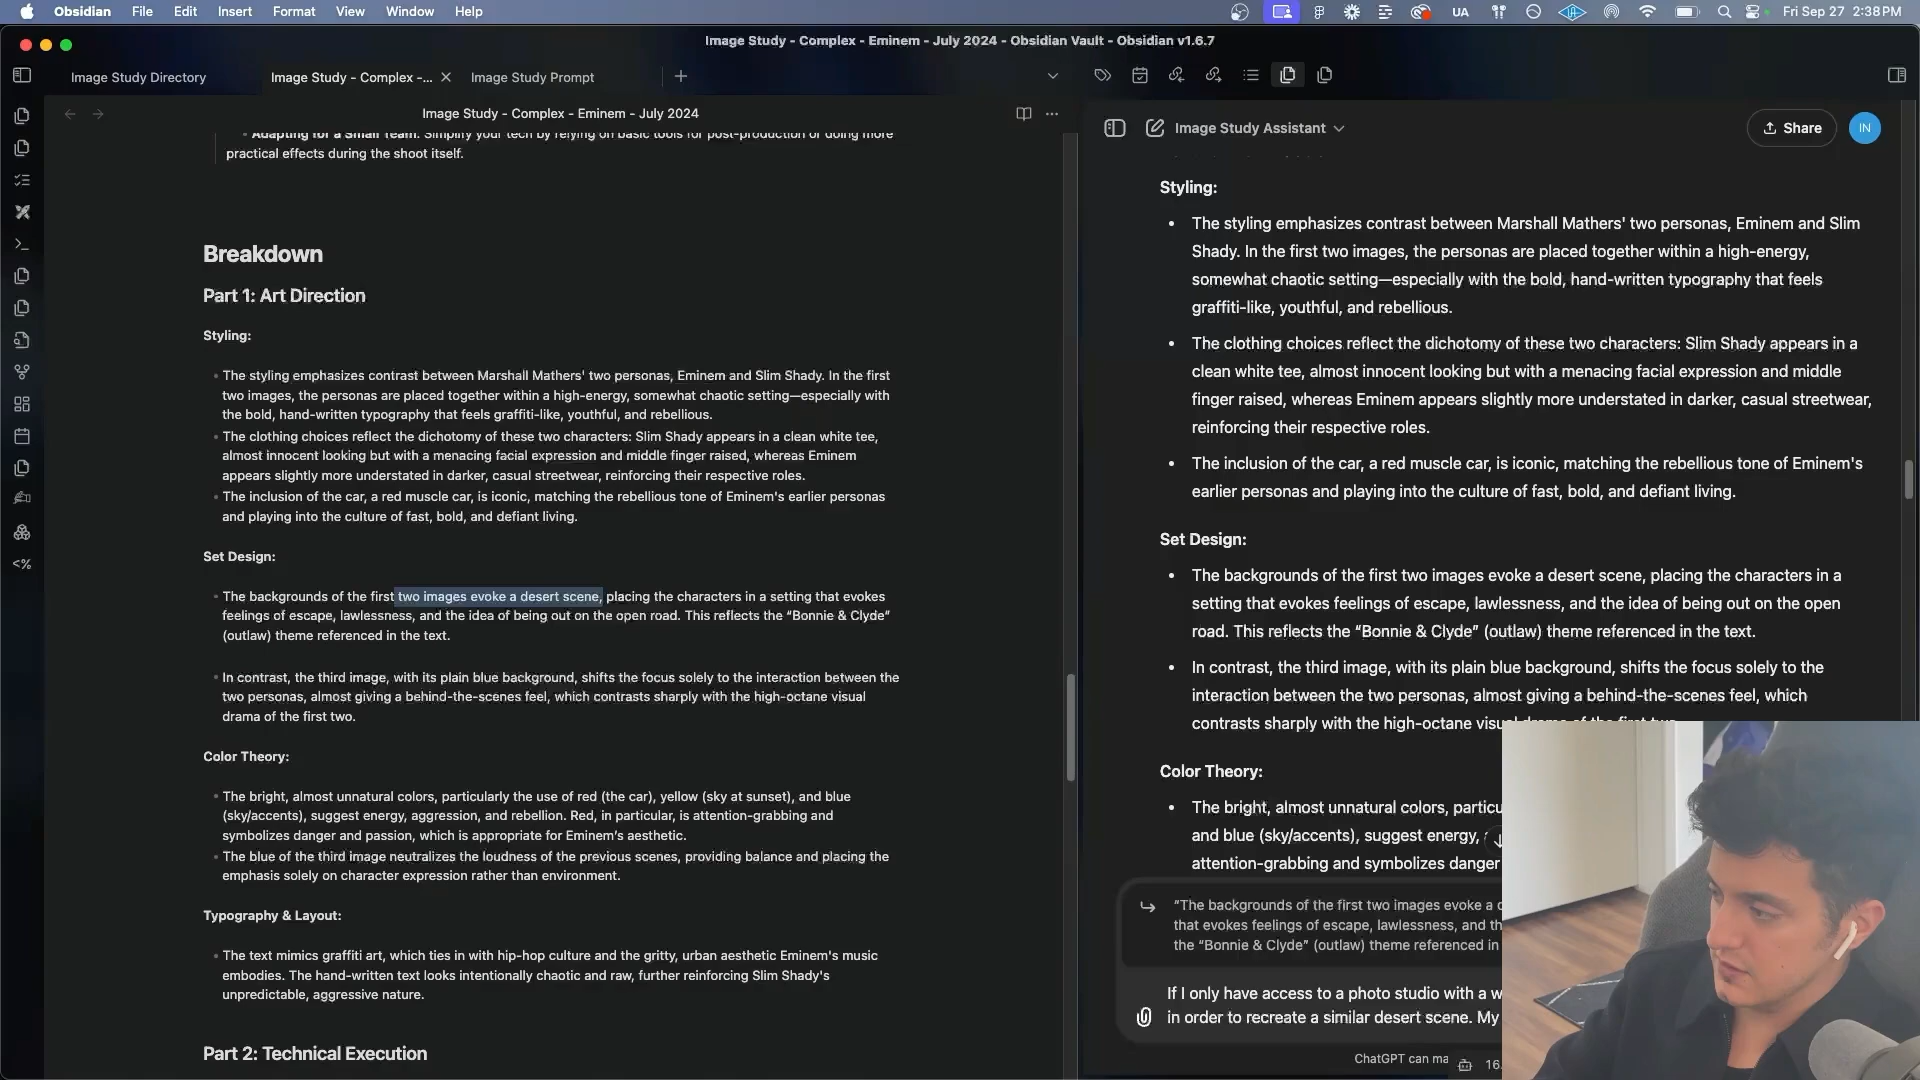 Obsidian File Edit Insert Format View Window Help
UA
Fri Sep 27 2:38 PM
Image Study - Complex - Eminem - July 2024 - Obsidian Vault - Obsidian v1.6.7
Image Study Directory
Image Study - Complex -...
Image Study Prompt
Image Study - Complex - Eminem - July 2024
Adapting for a Small Team: Simplify your tech by relying on basic tools for post-production or doing more
practical effects during the shoot itself.
Breakdown
Part 1: Art Direction
Styling:
The styling emphasizes contrast between Marshall Mathers' two personas, Eminem and Slim Shady. In the first
two images, the personas are placed together within a high-energy, somewhat chaotic setting—especially with
the bold, hand-written typography that feels graffiti-like, youthful, and rebellious.
The clothing choices reflect the dichotomy of these two characters: Slim Shady appears in a clean white tee,
almost innocent looking but with a menacing facial expression and middle finger raised, whereas Eminem
appears slightly more understated in darker, casual streetwear, reinforcing their respective roles.
The inclusion of the car, a red muscle car, is iconic, matching the rebellious tone of Eminem's earlier personas
and playing into the culture of fast, bold, and defiant living.
Set Design:
The backgrounds of the first two images evoke a desert scene, placing the characters in a setting that evokes
feelings of escape, lawlessness, and the idea of being out on the open road. This reflects the “Bonnie & Clyde”
(outlaw) theme referenced in the text.
In contrast, the third image, with its plain blue background, shifts the focus solely to the interaction between the
two personas, almost giving a behind-the-scenes feel, which contrasts sharply with the high-octane visual
drama of the first two.
Color Theory:
The bright, almost unnatural colors, particularly the use of red (the car), yellow (sky at sunset), and blue
(sky/accents), suggest energy, aggression, and rebellion. Red, in particular, is attention-grabbing and
symbolizes danger and passion, which is appropriate for Eminem’s aesthetic.
The blue of the third image neutralizes the loudness of the previous scenes, providing balance and placing the
emphasis solely on character expression rather than environment.
Typography & Layout:
The text mimics graffiti art, which ties in with hip-hop culture and the gritty, urban aesthetic Eminem's music
embodies. The hand-written text looks intentionally chaotic and raw, further reinforcing Slim Shady's
unpredictable, aggressive nature.
Part 2: Technical Execution
Image Study Assistant
Share
IN
Styling:
The styling emphasizes contrast between Marshall Mathers' two personas, Eminem and Slim
Shady. In the first two images, the personas are placed together within a high-energy,
somewhat chaotic setting—especially with the bold, hand-written typography that feels
graffiti-like, youthful, and rebellious.
The clothing choices reflect the dichotomy of these two characters: Slim Shady appears in a
clean white tee, almost innocent looking but with a menacing facial expression and middle
finger raised, whereas Eminem appears slightly more understated in darker, casual streetwear,
reinforcing their respective roles.
The inclusion of the car, a red muscle car, is iconic, matching the rebellious tone of Eminem's
earlier personas and playing into the culture of fast, bold, and defiant living.
Set Design:
The backgrounds of the first two images evoke a desert scene, placing the characters in a
setting that evokes feelings of escape, lawlessness, and the idea of being out on the open
road. This reflects the “Bonnie & Clyde” (outlaw) theme referenced in the text.
In contrast, the third image, with its plain blue background, shifts the focus solely to the
interaction between the two personas, almost giving a behind-the-scenes feel, which
contrasts sharply with the high-octane visual drama of the first two.
Color Theory:
The bright, almost unnatural colors,
and blue (sky/accents), suggest energy,
attention-grabbing and symbolizes danger
“The backgrounds of the first two images evoke a
that evokes feelings of escape, lawlessness, and
the “Bonnie & Clyde” (outlaw) theme referenced in
If I only have access to a photo studio with a
in order to recreate a similar desert scene. My
ChatGPT can